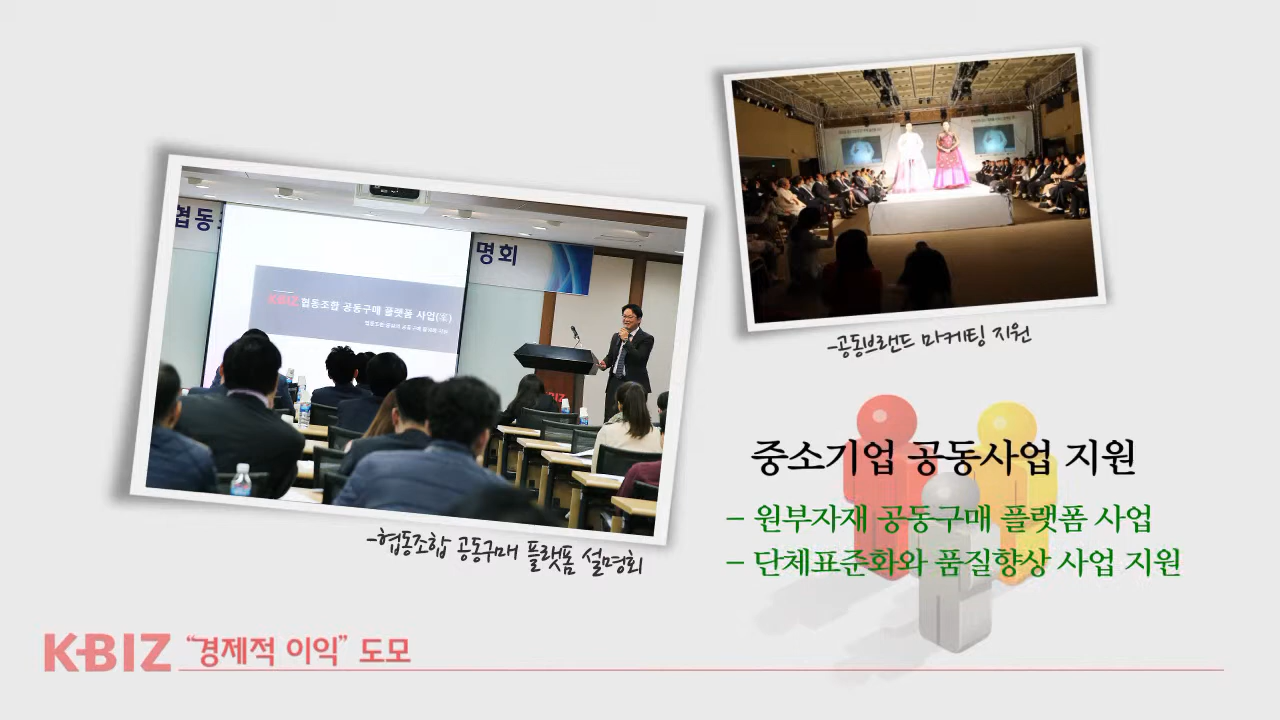 협동조
명회
KBIZ 협동조합 공동구매 플랫폼 사업(案)
-협동조합 공동구매 플랫폼 설명회
-공동브랜드 마케팅 지원
중소기업 공동사업 지원
- 원부자재 공동구매 플랫폼 사업
- 단체표준화와 품질향상 사업 지원
KBIZ “경제적 이익” 도모